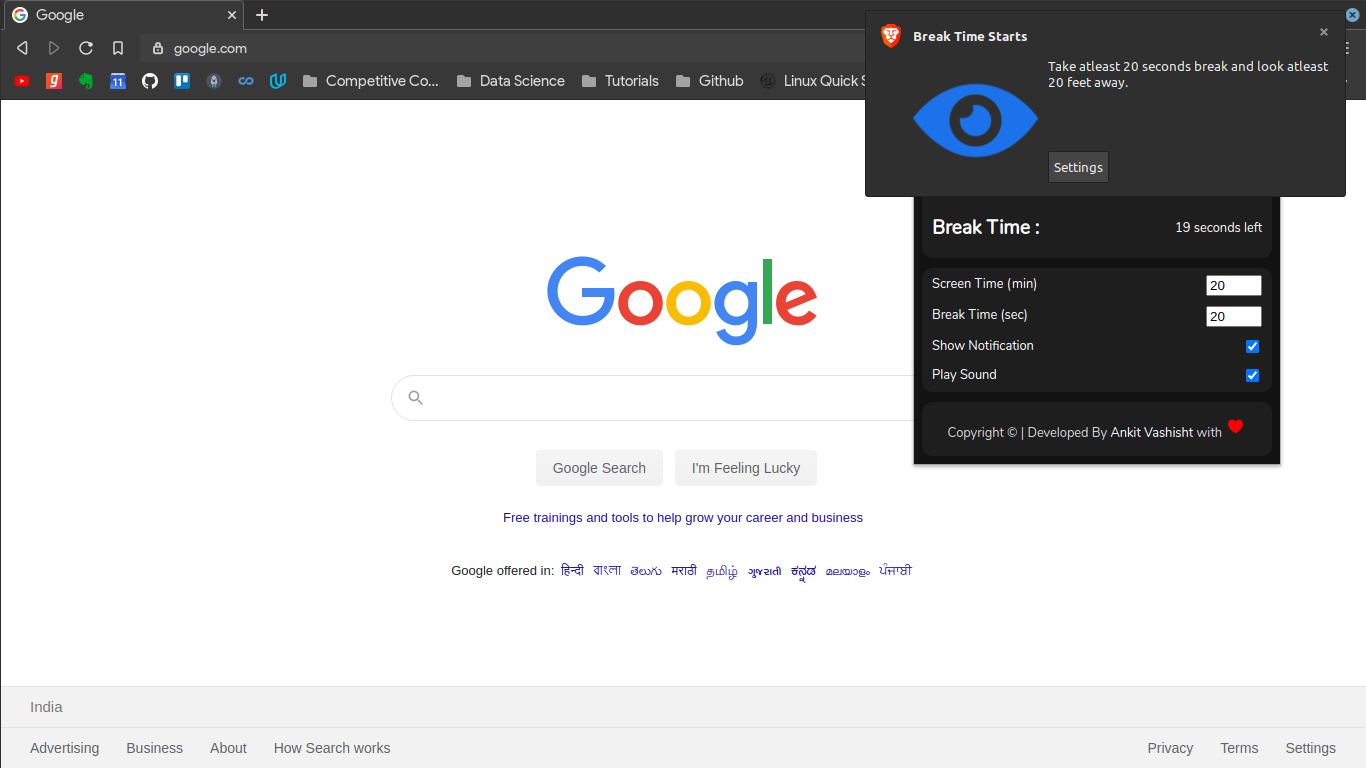 Google
google.com
Competitive Co...
Data Science
Tutorials
Github
Linux Quick S
11
Break Time Starts
Take atleast 20 seconds break and look atleast
20 feet away.
Settings
Break Time :
19 seconds left
Screen Time (min)
20
Break Time (sec)
20
Show Notification
Play Sound
Copyright © | Developed By Ankit Vashisht with
Google
Google Search
I'm Feeling Lucky
Free trainings and tools to help grow your career and business
Google offered in: हिन्दी বাংলা తెలుగు मराठी தமிழ் ગુજરાતી ಕನ್ನಡ മലയാളം ਪੰਜਾਬੀ
India
Advertising Business About How Search works
Privacy Terms Settings